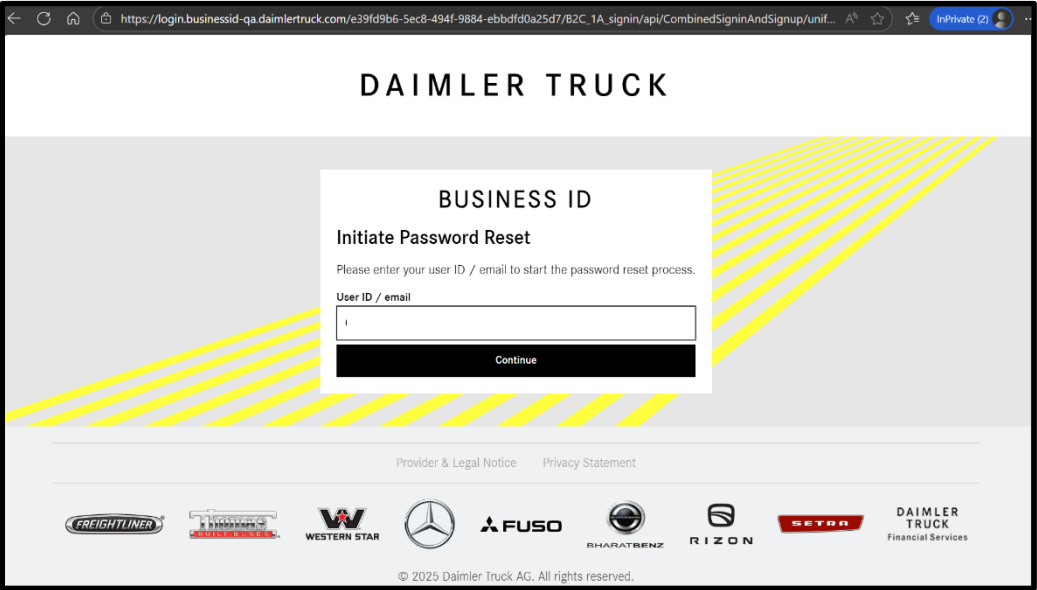 https://login.businessid-qa.daimlertruck.com/e39fd9b6-5ec8-494f-9884-ebbdfd0a25d7/B2C_1A_signin/api/CombinedSigninAndSignup/unif...
InPrivate (2)
DAIMLER TRUCK
BUSINESS ID
Initiate Password Reset
Please enter your user ID / email to start the password reset process.
User ID / email
Continue
Provider & Legal Notice Privacy Statement
FREIGHTLINER
Thomas
BUILT BUSES
WESTERN STAR
FUSO
BHARATBENZ
RIZON
SETRA
DAIMLER
TRUCK
Financial Services
© 2025 Daimler Truck AG. All rights reserved.